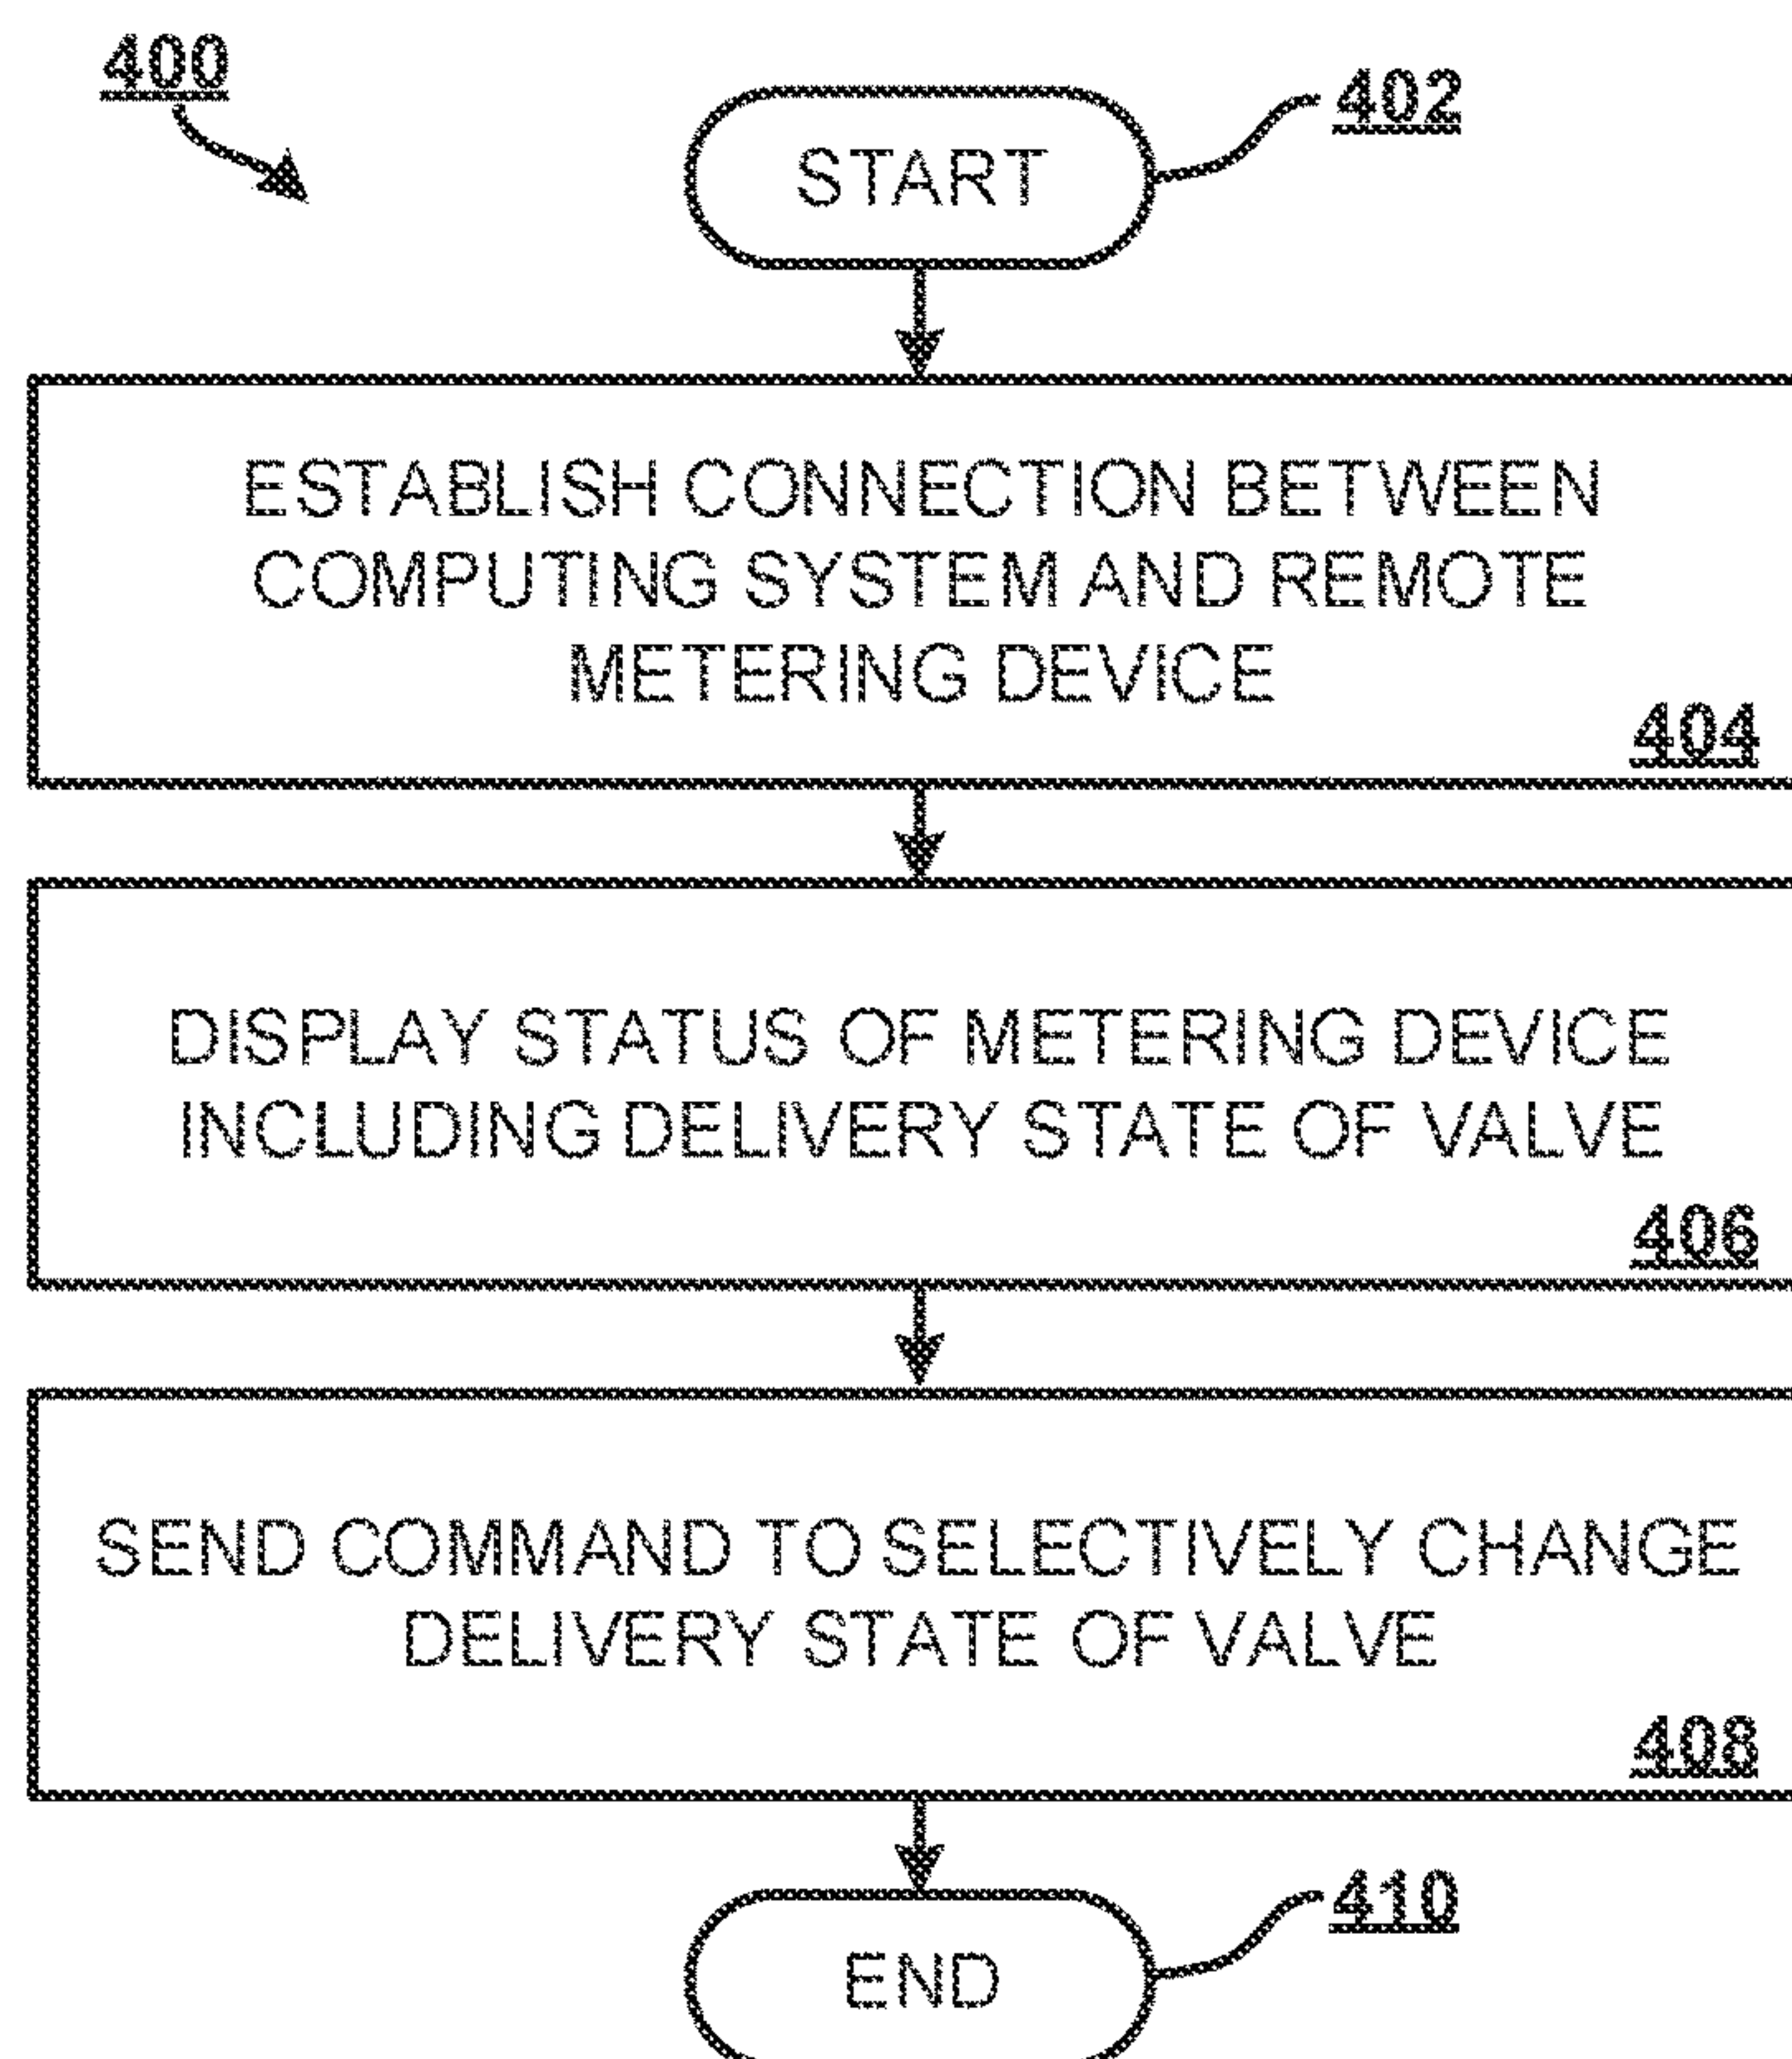 400
402
START
ESTABLISH CONNECTION BETWEEN
COMPUTING SYSTEM AND REMOTE
METERING DEVICE
404
DISPLAY STATUS OF METERING DEVICE
INCLUDING DELIVERY STATE OF VALVE
406
SEND COMMAND TO SELECTIVELY CHANGE
DELIVERY STATE OF VALVE
408
410
END